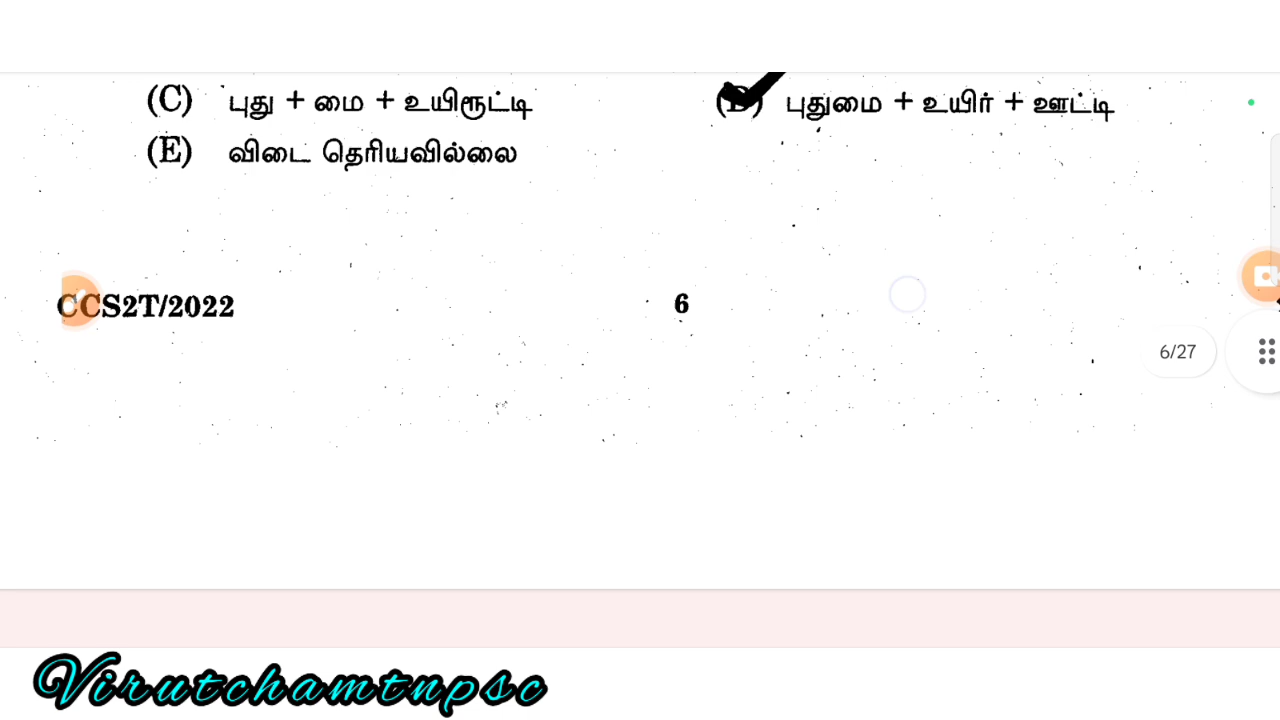 (C) புது + மை + உயிரூட்டி (D) புதுமை + உயிர் + ஊட்டி
(E) விடை தெரியவில்லை
CCS2T/2022 6
6/27
Virutchamtnpsc